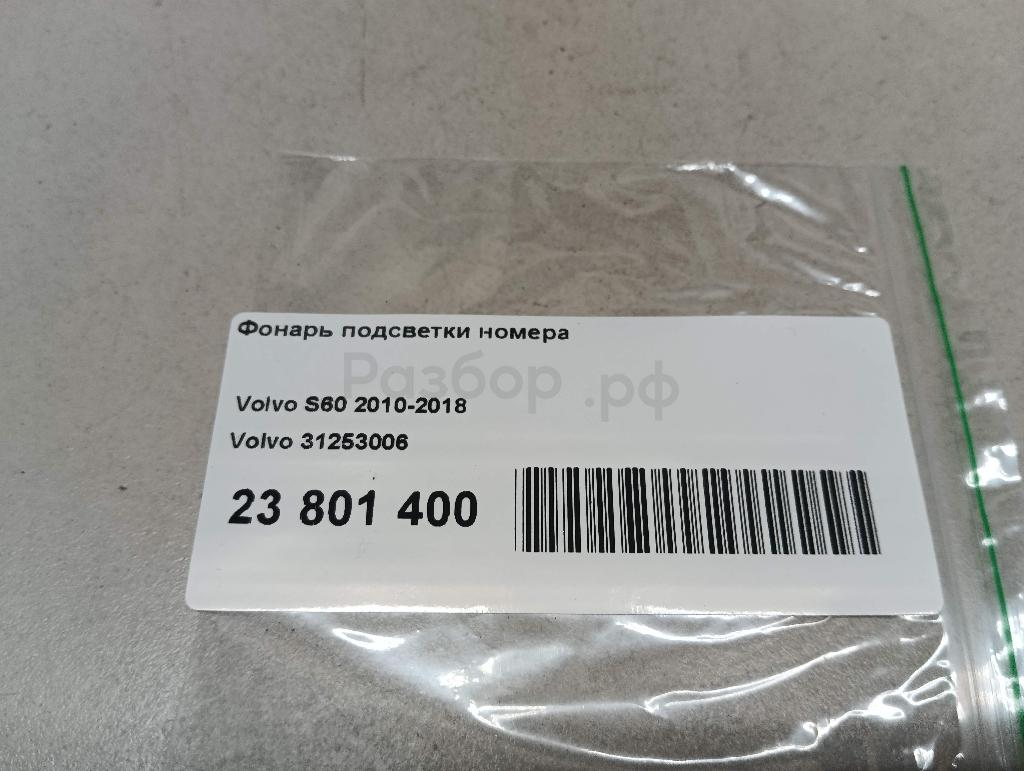 Фонарь подсветки номера
Разбор.рф
Volvo S60 2010-2018
Volvo 31253006
23 801 400